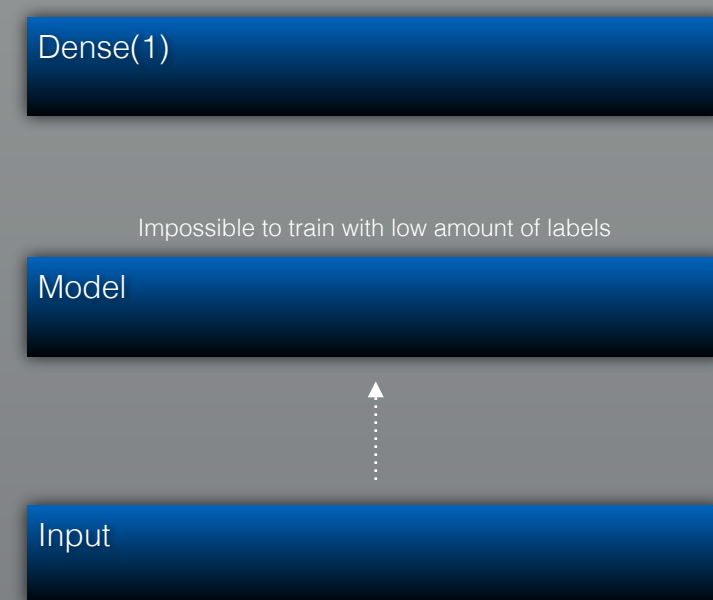 Dense(1)
Impossible to train with low amount of labels
Model
Input